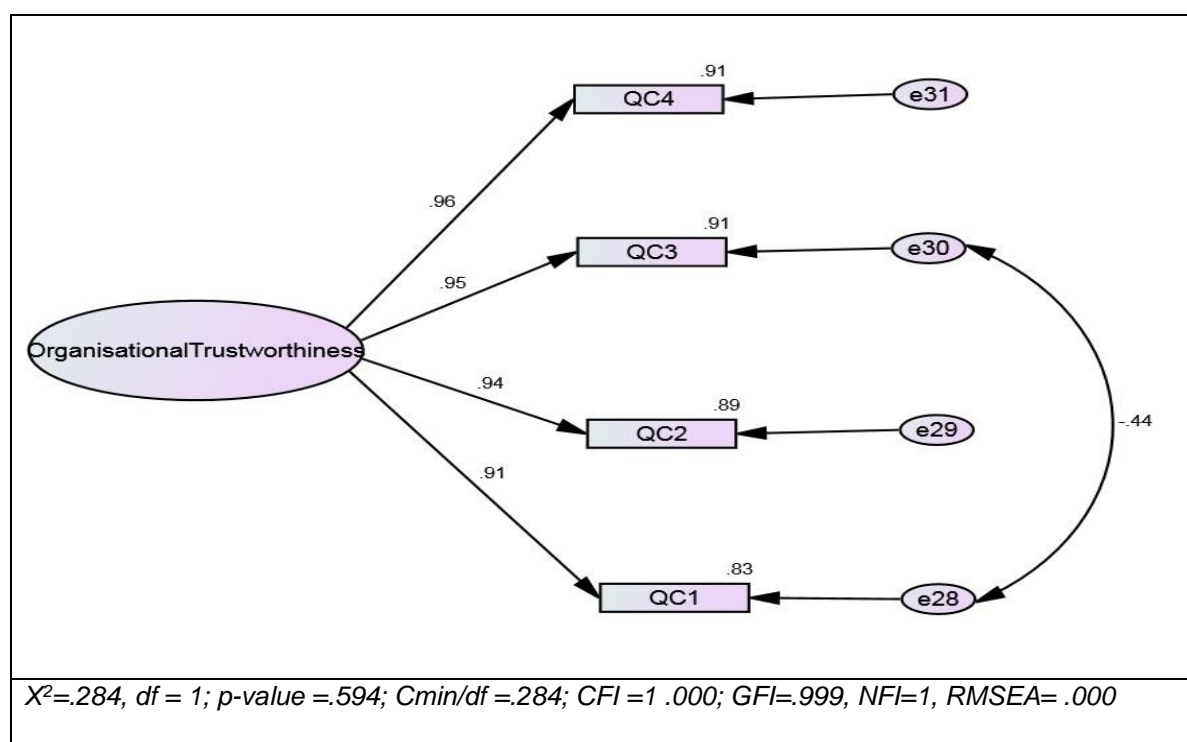 .91
QC4
e31
.96
.91
QC3
e30
.95
OrganisationalTrustworthiness
.94
.89
QC2
e29
-.44
.91
.83
QC1
e28
X²=.284, df = 1; p-value =.594; Cmin/df =.284; CFI =1 .000; GFI=.999, NFI=1, RMSEA= .000